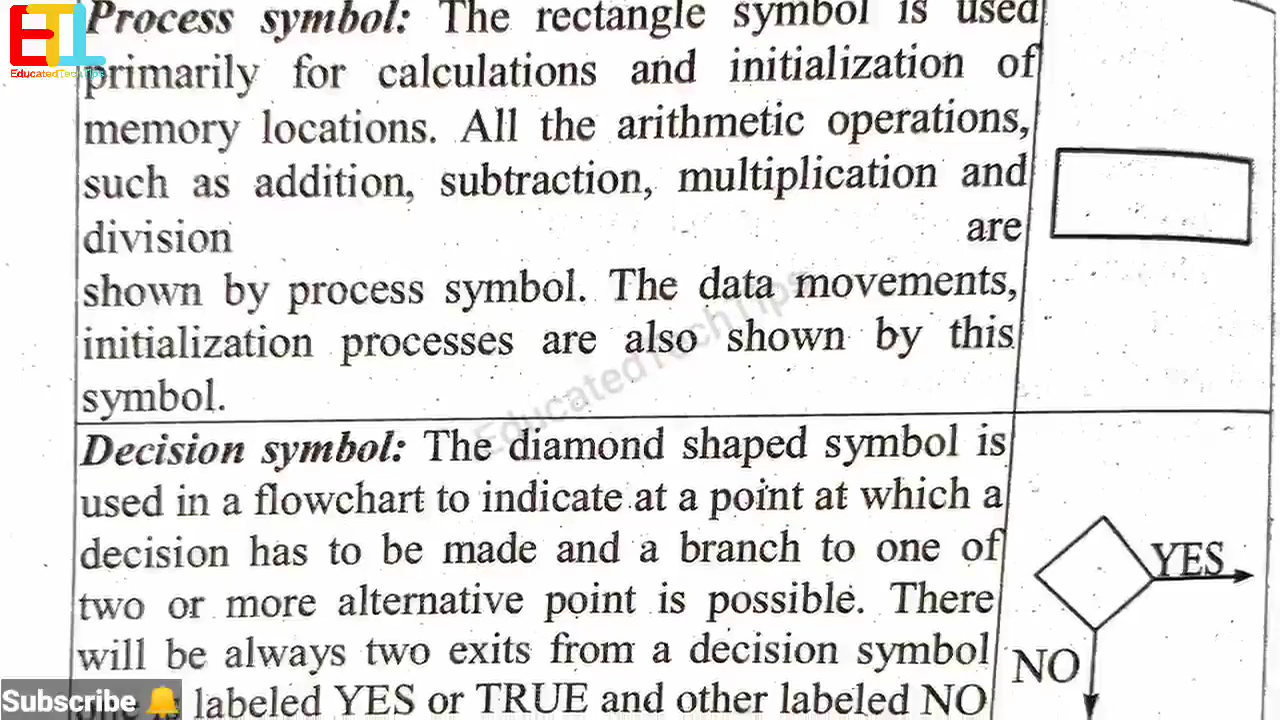 ETL
EducatedTechTips
Process symbol: The rectangle symbol is used
primarily for calculations and initialization of
memory locations. All the arithmetic operations,
such as addition, subtraction, multiplication and
division are
shown by process symbol. The data movements,
initialization processes are also shown by this
symbol.
EducatedTechTips
Decision symbol: The diamond shaped symbol is
used in a flowchart to indicate at a point at which a
decision has to be made and a branch to one of
two or more alternative point is possible. There
will be always two exits from a decision symbol
labeled YES or TRUE and other labeled NO
YES
NO
Subscribe